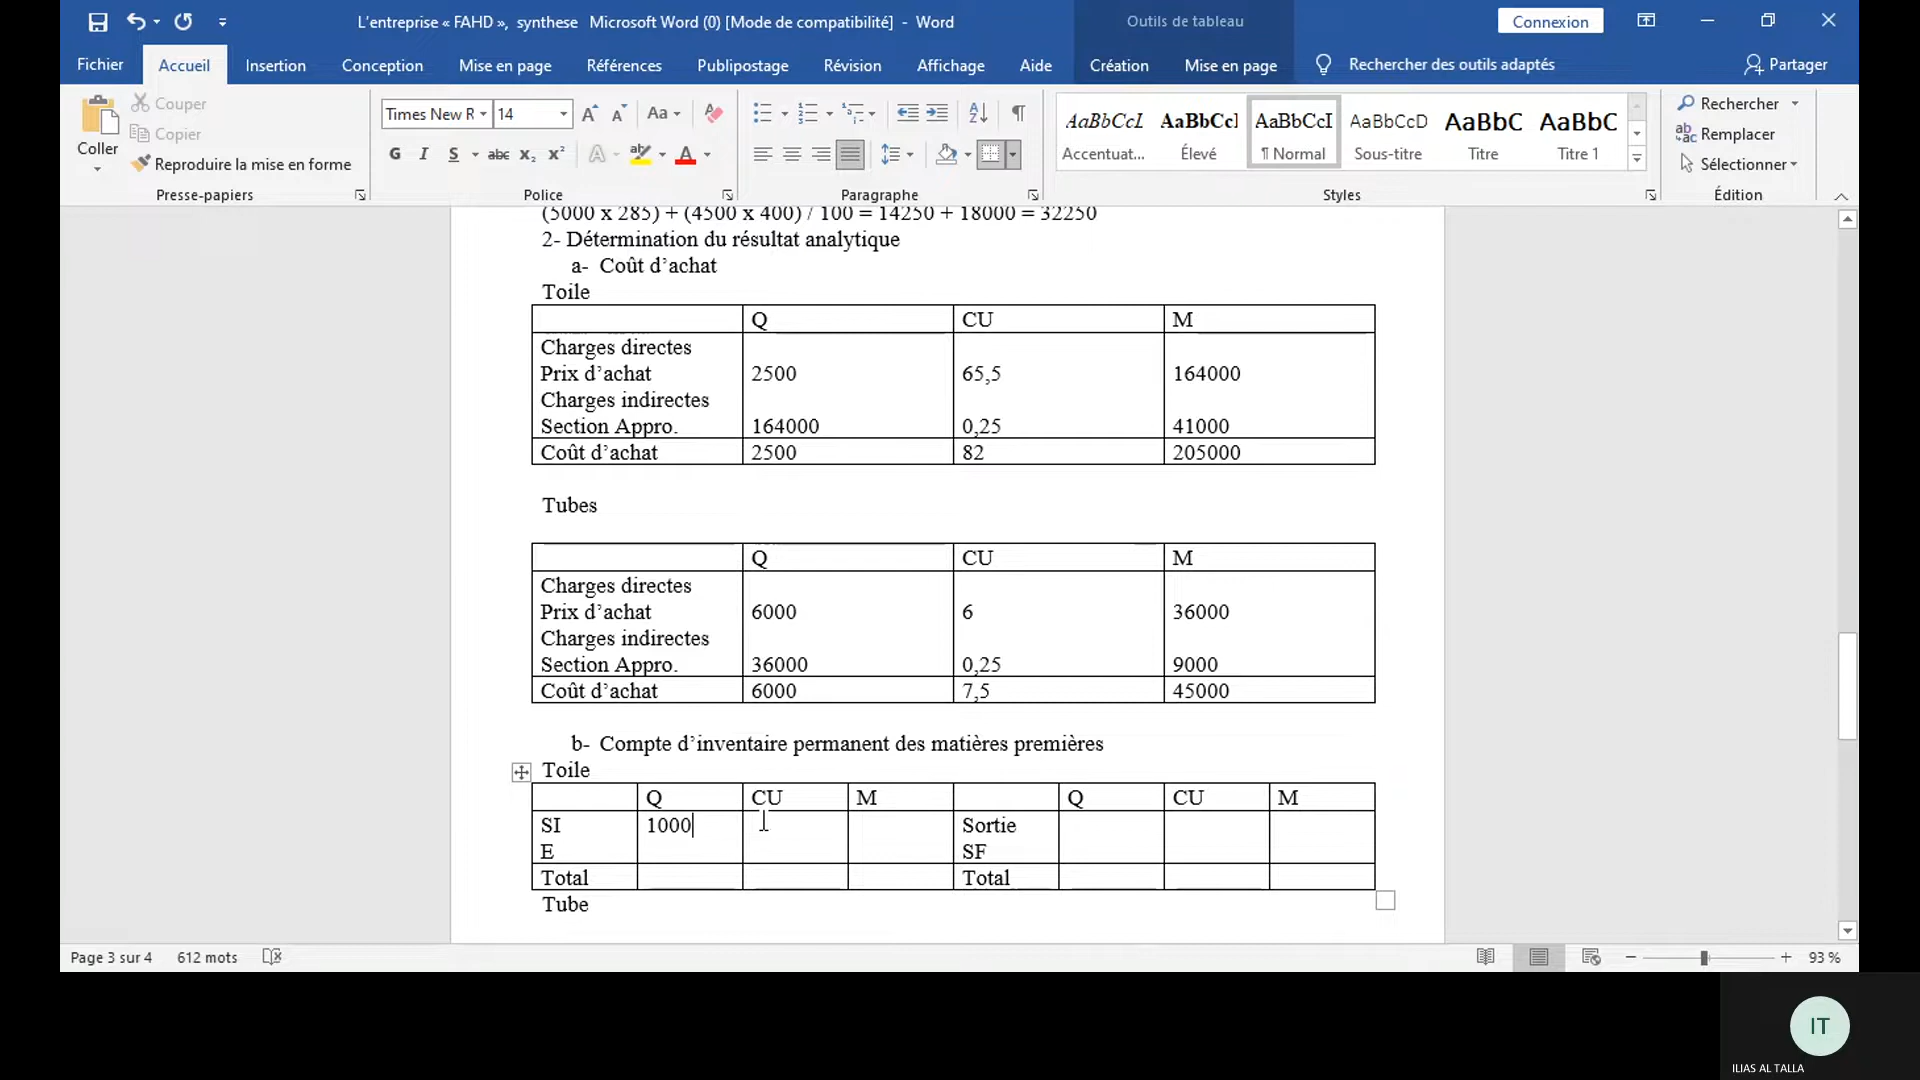 L'entreprise « FAHD », synthese Microsoft Word (0) [Mode de compatibilité] - Word
Outils de tableau
Connexion
Fichier Accueil Insertion Conception Mise en page Références Publipostage Révision Affichage Aide Création Mise en page Rechercher des outils adaptés Partager
Coller
Couper
Copier
Reproduire la mise en forme
Presse-papiers
Times New R 14
Aa
G I S abc x₂ x²
A
Police
Paragraphe
AaBbCcL AaBbCcI AaBbCcI AaBbCcD AaBbC AaBbC
Accentuat... Élevé ¶ Normal Sous-titre Titre Titre 1
Styles
Rechercher
Remplacer
Sélectionner
Édition
(5000 x 285) + (4500 x 400) / 100 = 14250 + 18000 = 32250
2- Détermination du résultat analytique
a- Coût d'achat
Toile
Q CU M
Charges directes
Prix d'achat 2500 65,5 164000
Charges indirectes
Section Appro. 164000 0,25 41000
Coût d'achat 2500 82 205000
Tubes
Q CU M
Charges directes
Prix d'achat 6000 6 36000
Charges indirectes
Section Appro. 36000 0,25 9000
Coût d'achat 6000 7,5 45000
b- Compte d'inventaire permanent des matières premières
Toile
Q CU M Q CU M
SI 1000 Sortie
E SF
Total Total
Tube
Page 3 sur 4 612 mots 93 %
IT
ILIAS AL TALLA